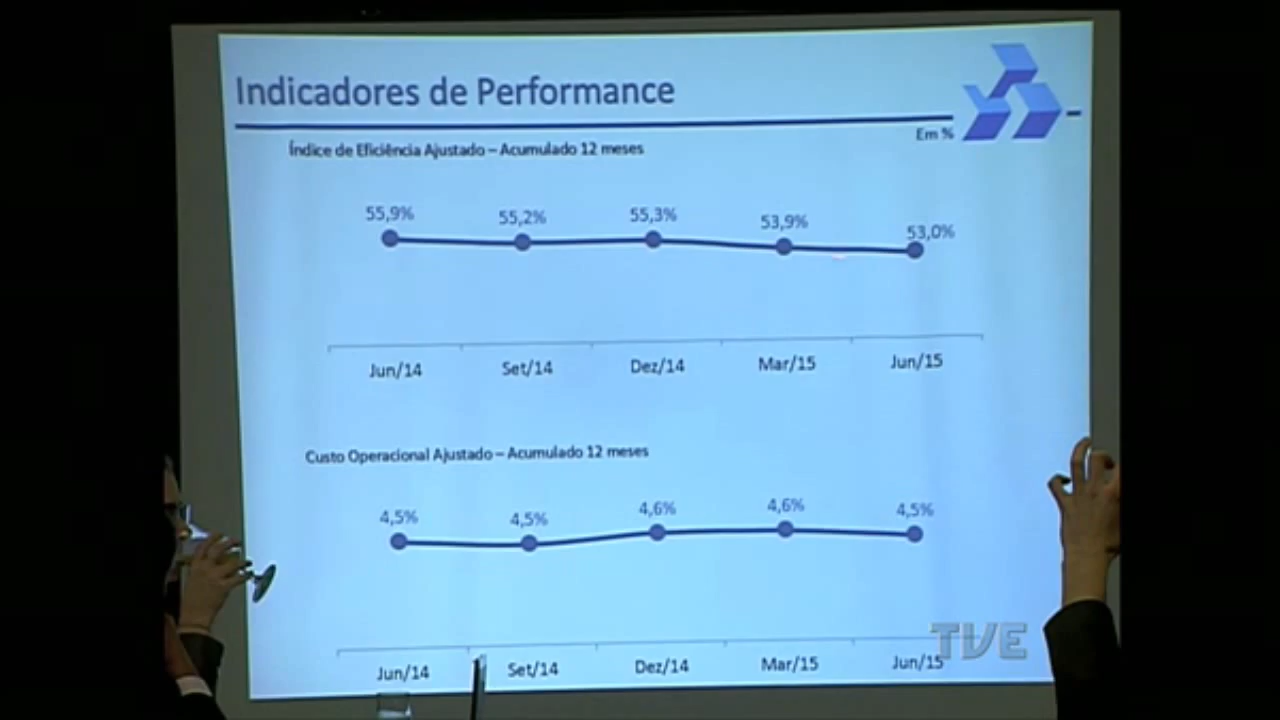 Indicadores de Performance
Em %
Índice de Eficiência Ajustado – Acumulado 12 meses
55,9% 55,2% 55,3% 53,9% 53,0%
Jun/14 Set/14 Dez/14 Mar/15 Jun/15
Custo Operacional Ajustado – Acumulado 12 meses
4,5% 4,5% 4,6% 4,6% 4,5%
Jun/14 Set/14 Dez/14 Mar/15 Jun/15
TVE